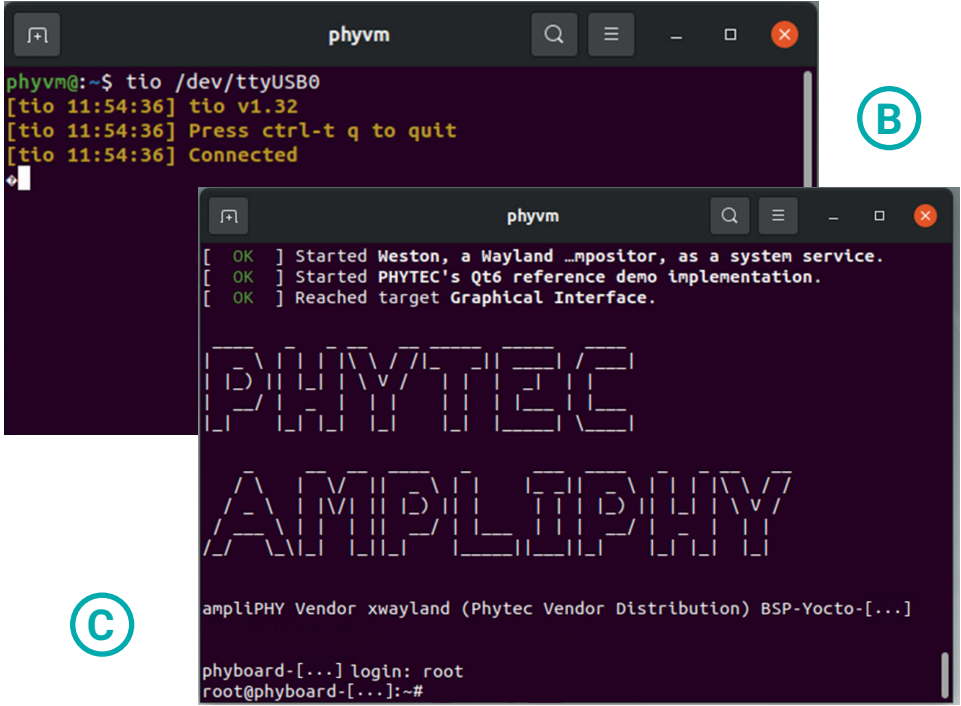 phyvm
phyvm@:~$ tio /dev/ttyUSB0
[tio 11:54:36] tio v1.32
[tio 11:54:36] Press ctrl-t q to quit
[tio 11:54:36] Connected
B
phyvm
[  OK  ] Started Weston, a Wayland …mpositor, as a system service.
[  OK  ] Started PHYTEC's Qt6 reference demo implementation.
[  OK  ] Reached target Graphical Interface.
PHYTEC
AMPLIPHY
ampliPHY Vendor xwayland (Phytec Vendor Distribution) BSP-Yocto-[...]
C
phyboard-[...] login: root
root@phyboard-[...]:~#